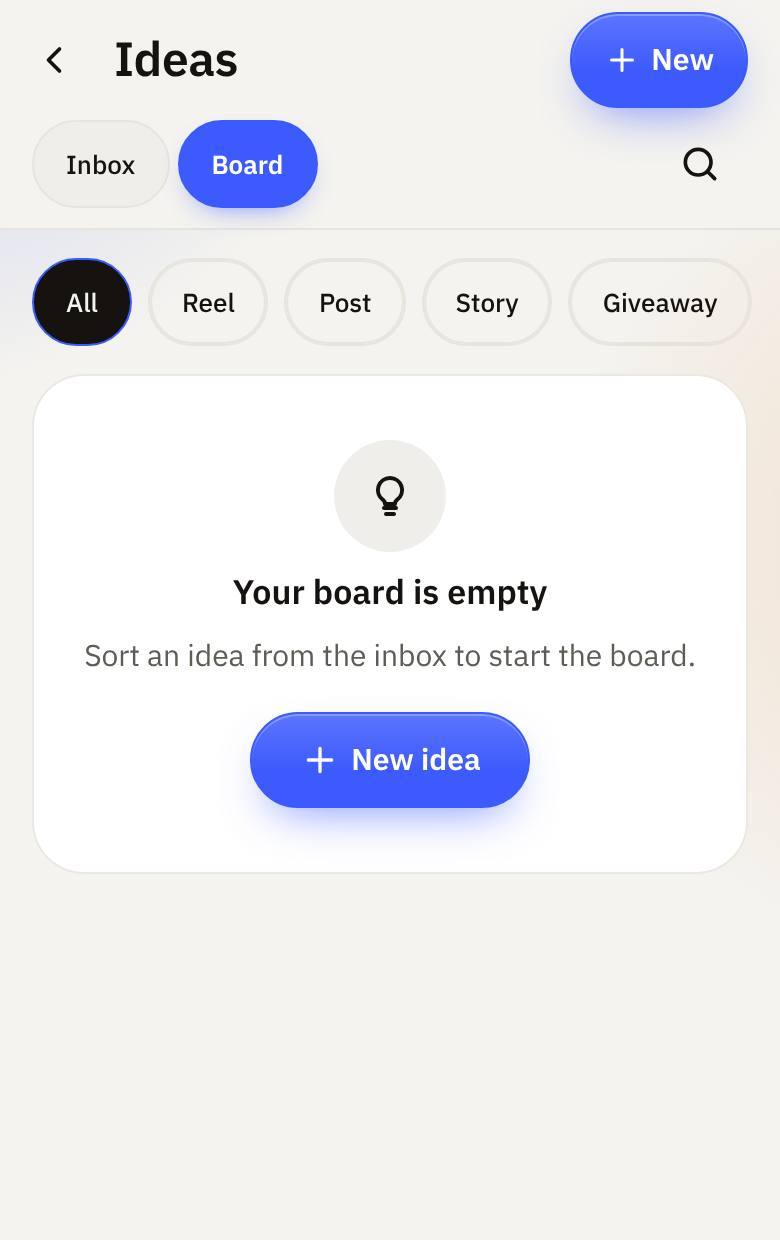 Ideas
New
Inbox
Board
All
Reel
Post
Story
Giveaway
Your board is empty
Sort an idea from the inbox to start the board.
New idea